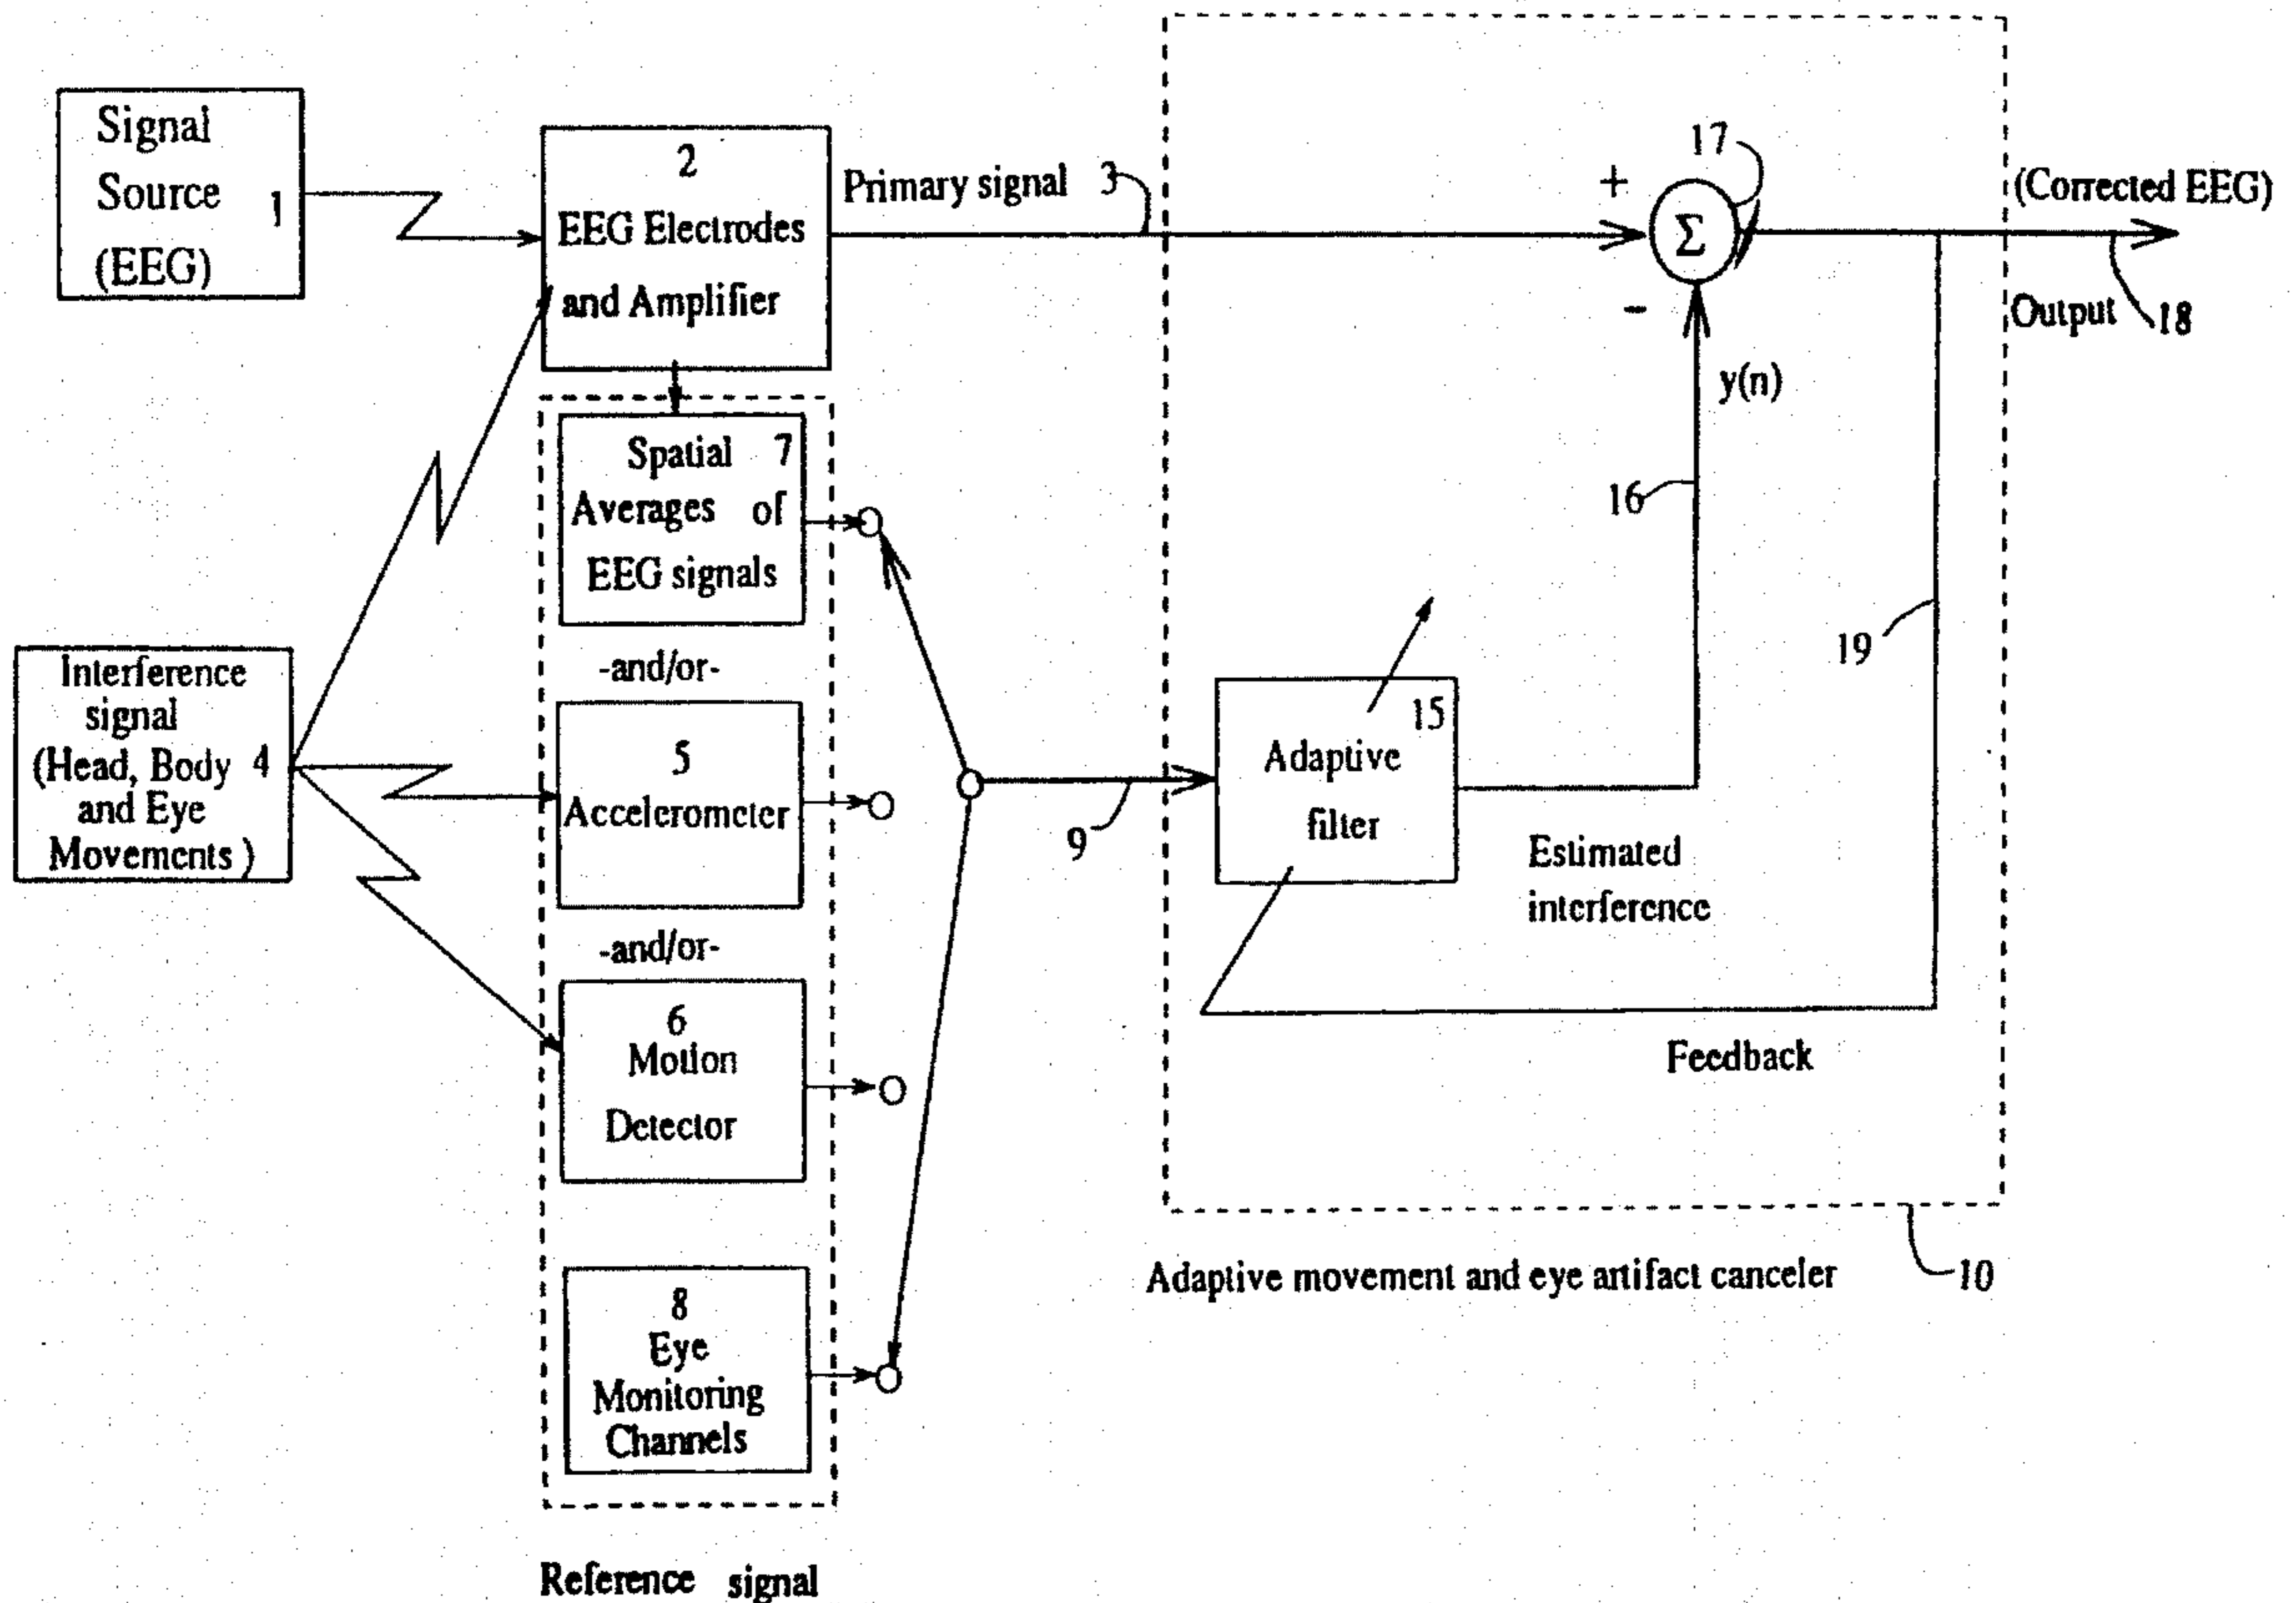 Signal
Source 1
(EEG)
2
EEG Electrodes
and Amplifier
Primary signal 3
+
17
Σ
-
(Corrected EEG)
Output 18
y(n)
16
19
Spatial 7
Averages of
EEG signals
-and/or-
5
Accelerometer
-and/or-
6
Motion
Detector
8
Eye
Monitoring
Channels
Reference signal
Interference
signal
(Head, Body 4
and Eye
Movements )
9
15
Adaptive
filter
Estimated
interference
Feedback
Adaptive movement and eye artifact canceler 10